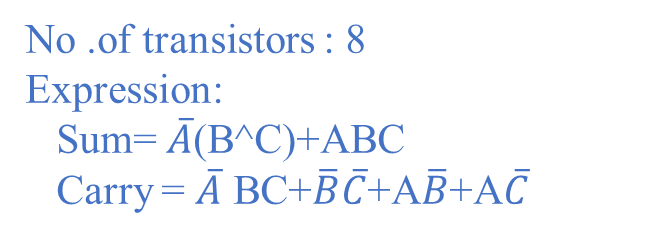 No .of transistors : 8
Expression:
Sum= Ā(B^C)+ABC
Carry = Ā BC+B̄ C̄+AB̄+AC̄